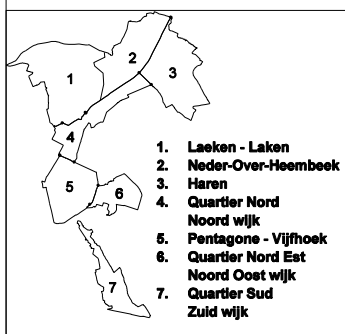 1
2
3
4
5
6
7
1. Laeken - Laken
2. Neder-Over-Heembeek
3. Haren
4. Quartier Nord
Noord wijk
5. Pentagone - Vijfhoek
6. Quartier Nord Est
Noord Oost wijk
7. Quartier Sud
Zuid wijk